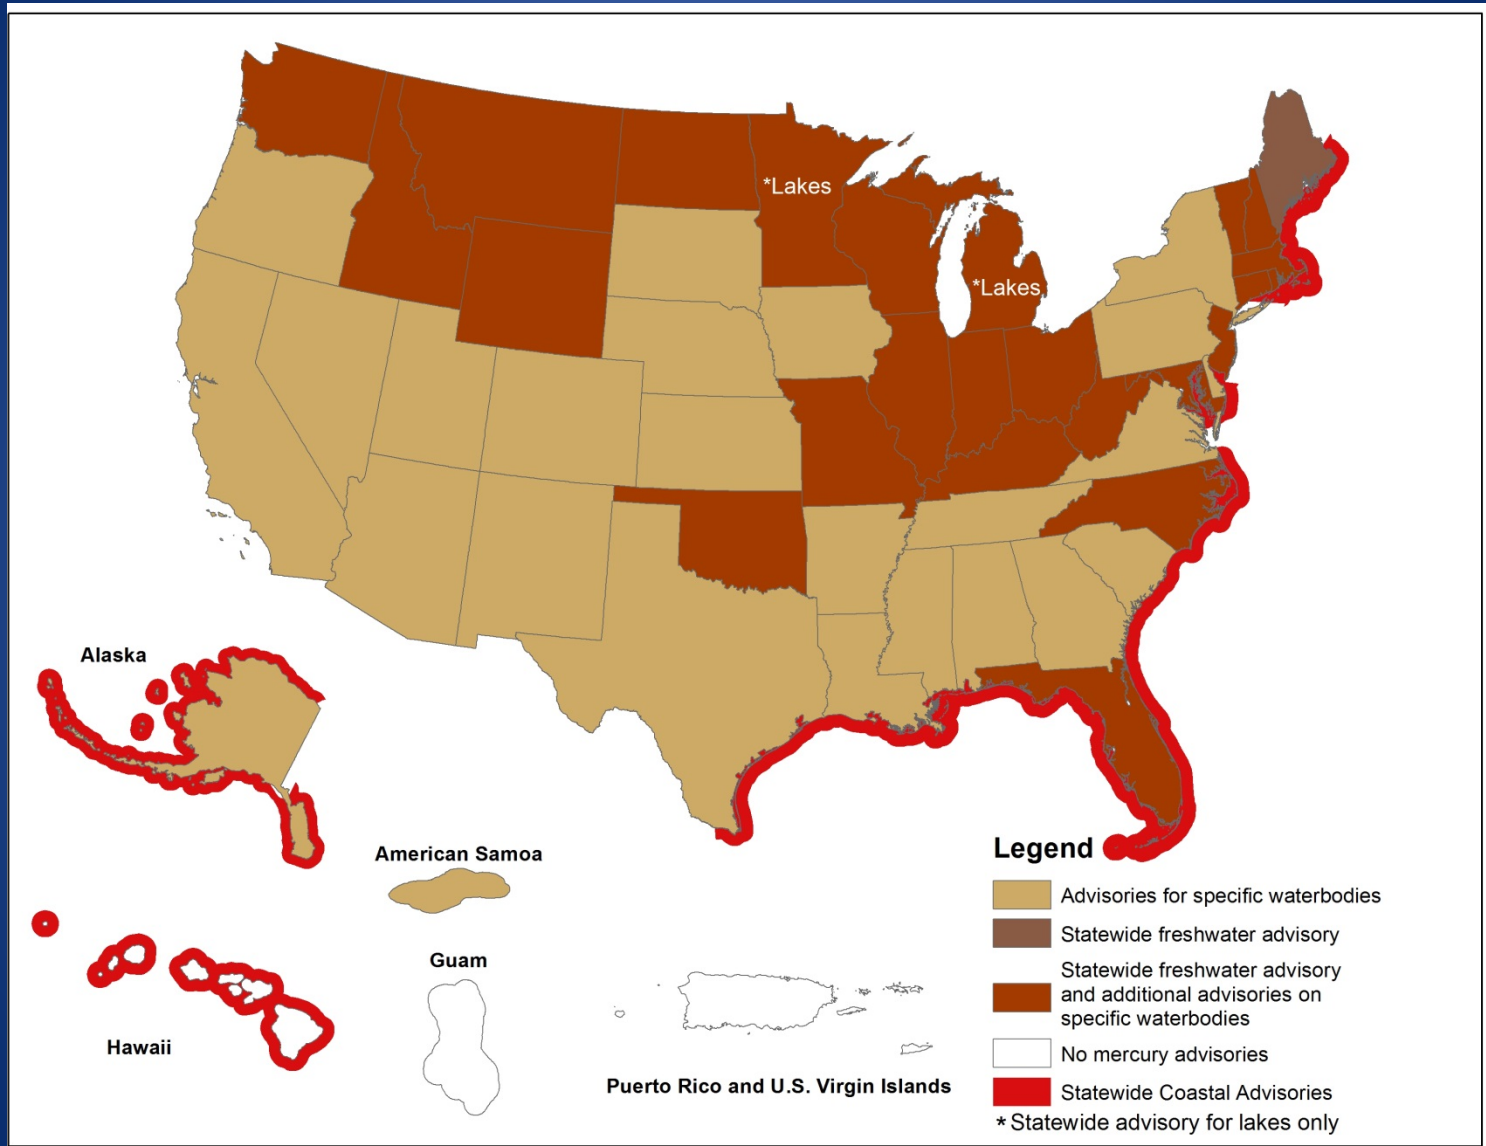 *Lakes
*Lakes
Alaska
American Samoa
Guam
Hawaii
Puerto Rico and U.S. Virgin Islands
Legend
Advisories for specific waterbodies
Statewide freshwater advisory
Statewide freshwater advisory
and additional advisories on
specific waterbodies
No mercury advisories
Statewide Coastal Advisories
* Statewide advisory for lakes only